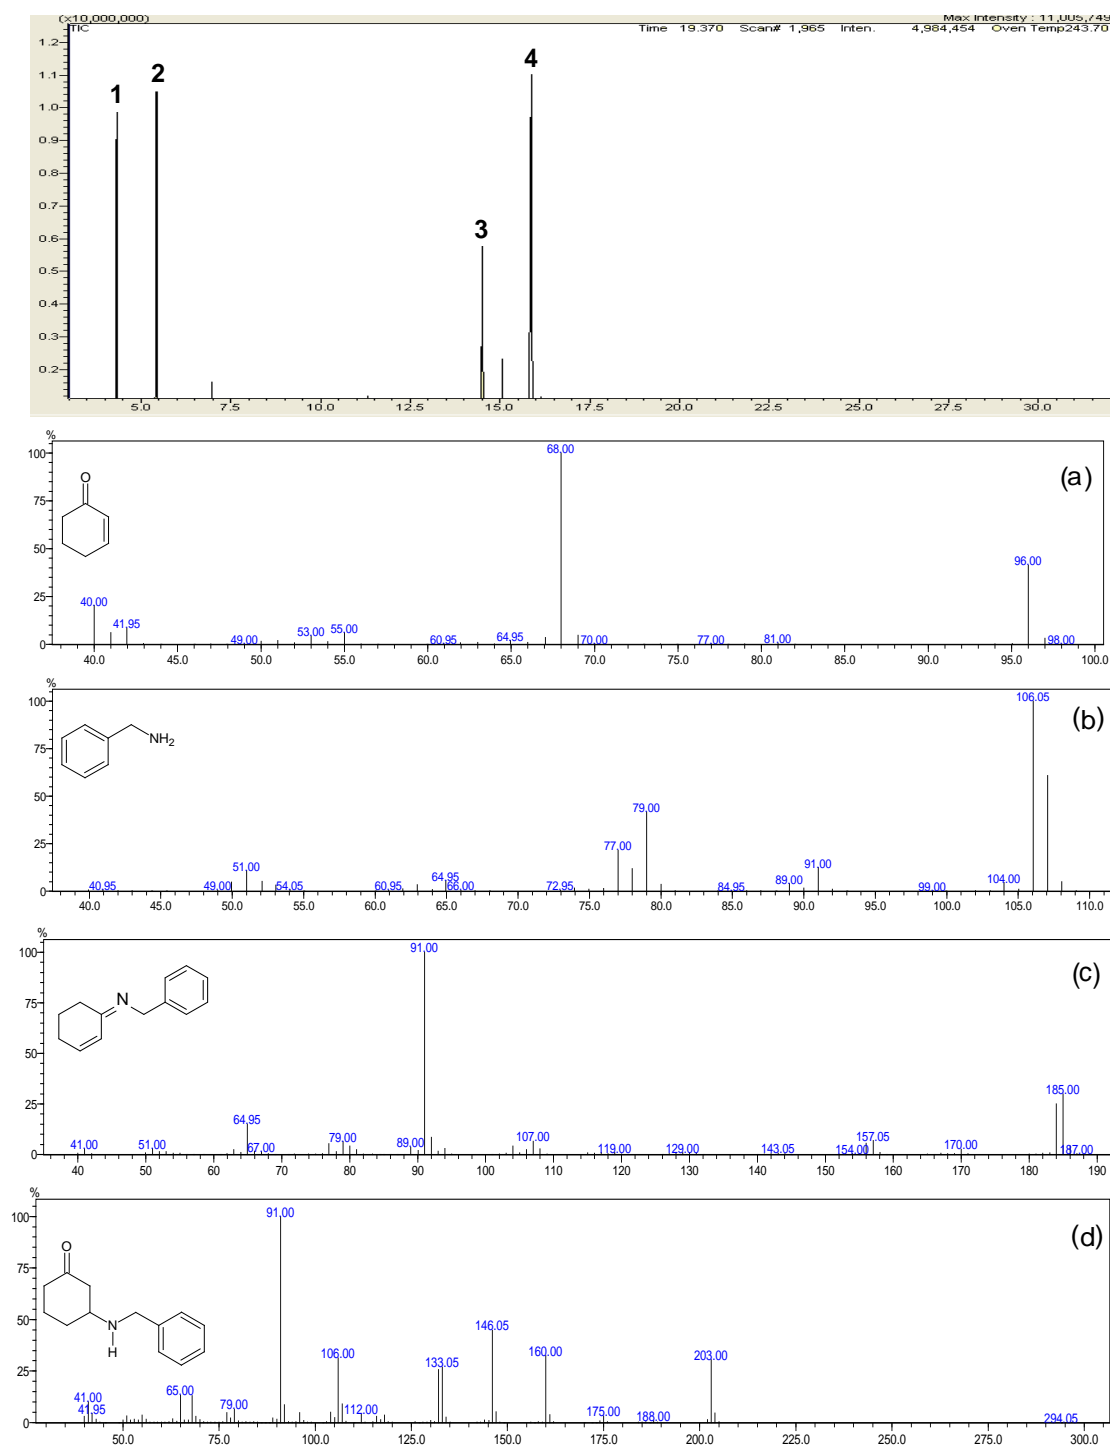 (x10,000,000) Max Intensity : 11,005,749
TIC Time 19.370 Scan# 1,965 Inten. 4,984,454 Oven Temp 243.70
1.2
1.1
1.0
0.9
0.8
0.7
0.6
0.5
0.4
0.3
0.2
1 2 3 4
5.0 7.5 10.0 12.5 15.0 17.5 20.0 22.5 25.0 27.5 30.0
%
100
75
50
25
0
O
(a)
40.00 41.95 49.00 53.00 55.00 60.95 64.95 68.00 70.00 77.00 81.00 96.00 98.00
40.0 45.0 50.0 55.0 60.0 65.0 70.0 75.0 80.0 85.0 90.0 95.0 100.0
%
100
75
50
25
0
NH2
(b)
40.95 49.00 51.00 54.05 60.95 64.95 66.00 72.95 77.00 79.00 84.95 89.00 91.00 99.00 104.00 106.05
40.0 45.0 50.0 55.0 60.0 65.0 70.0 75.0 80.0 85.0 90.0 95.0 100.0 105.0 110.0
%
100
75
50
25
0
N
(c)
41.00 51.00 64.95 67.00 79.00 89.00 91.00 107.00 119.00 129.00 143.05 154.00 157.05 170.00 185.00 187.00
40 50 60 70 80 90 100 110 120 130 140 150 160 170 180 190
%
100
75
50
25
0
O
N
H
(d)
41.00 41.95 65.00 79.00 91.00 106.00 112.00 133.05 146.05 160.00 175.00 188.00 203.00 294.05
50.0 75.0 100.0 125.0 150.0 175.0 200.0 225.0 250.0 275.0 300.0